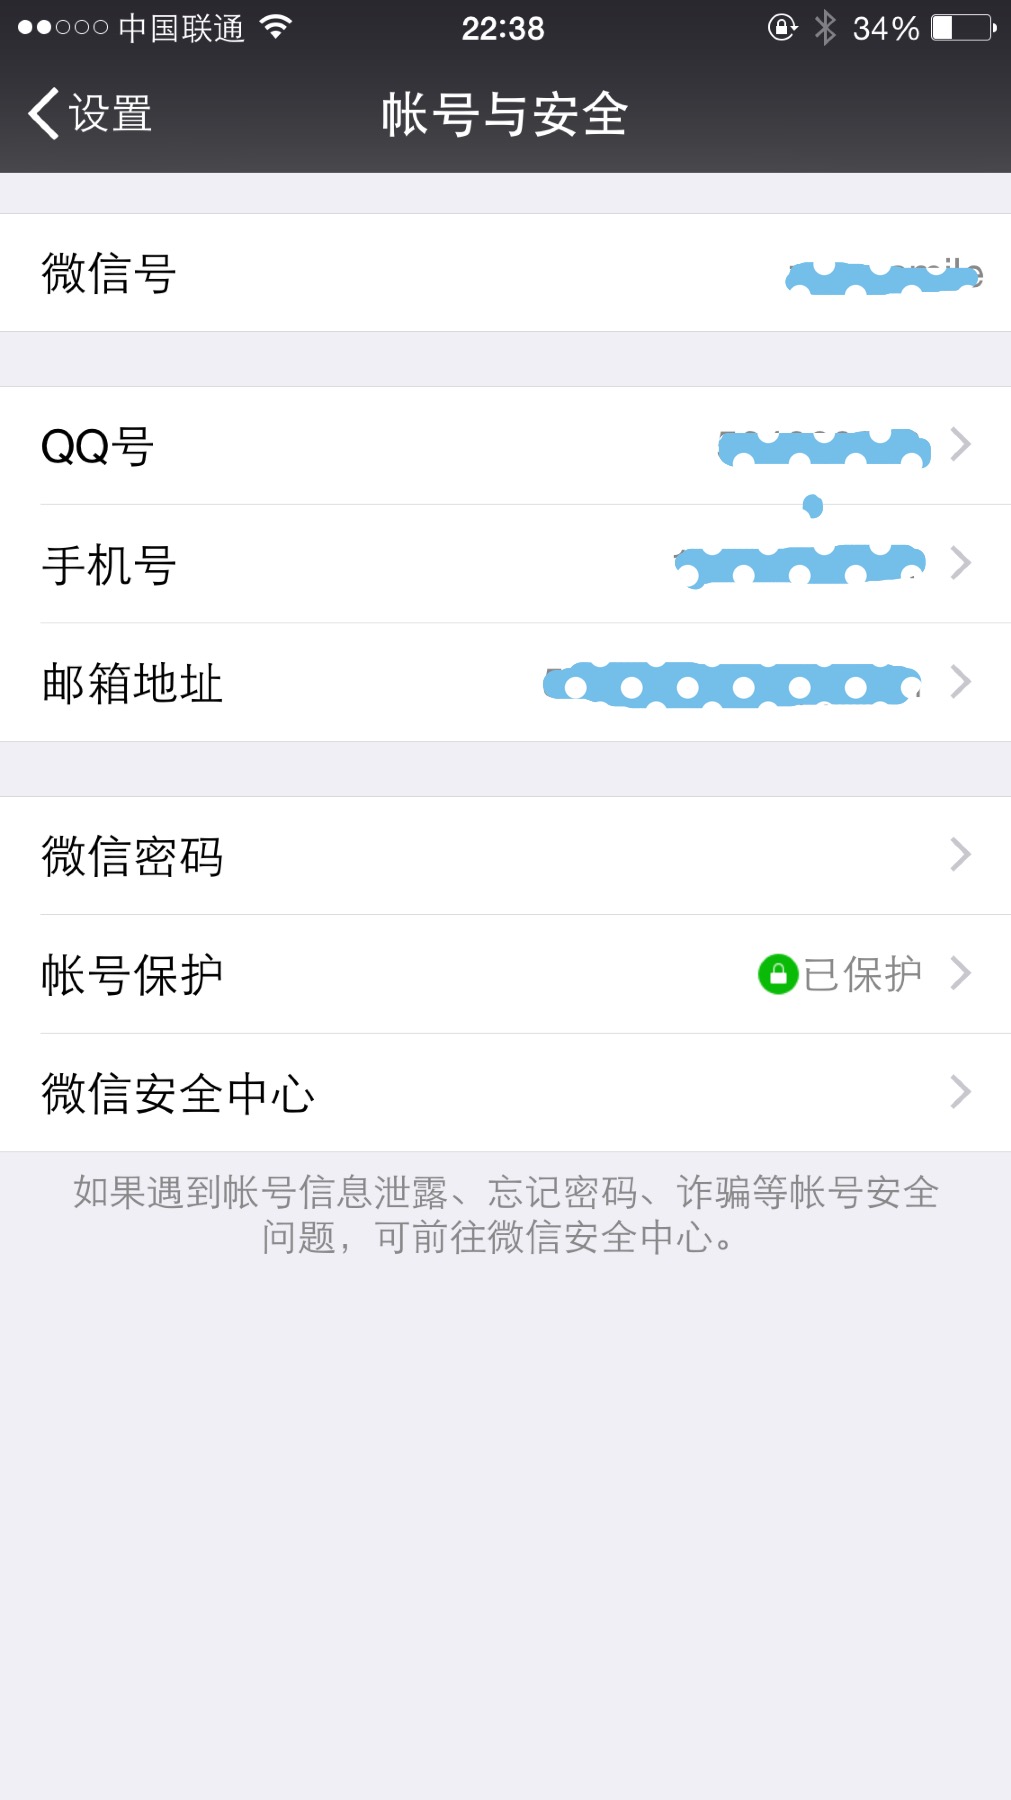 中国联通 22:38 34%
设置 帐号与安全
微信号
QQ号
手机号
邮箱地址
微信密码
帐号保护 已保护
微信安全中心
如果遇到帐号信息泄露、忘记密码、诈骗等帐号安全
问题，可前往微信安全中心。